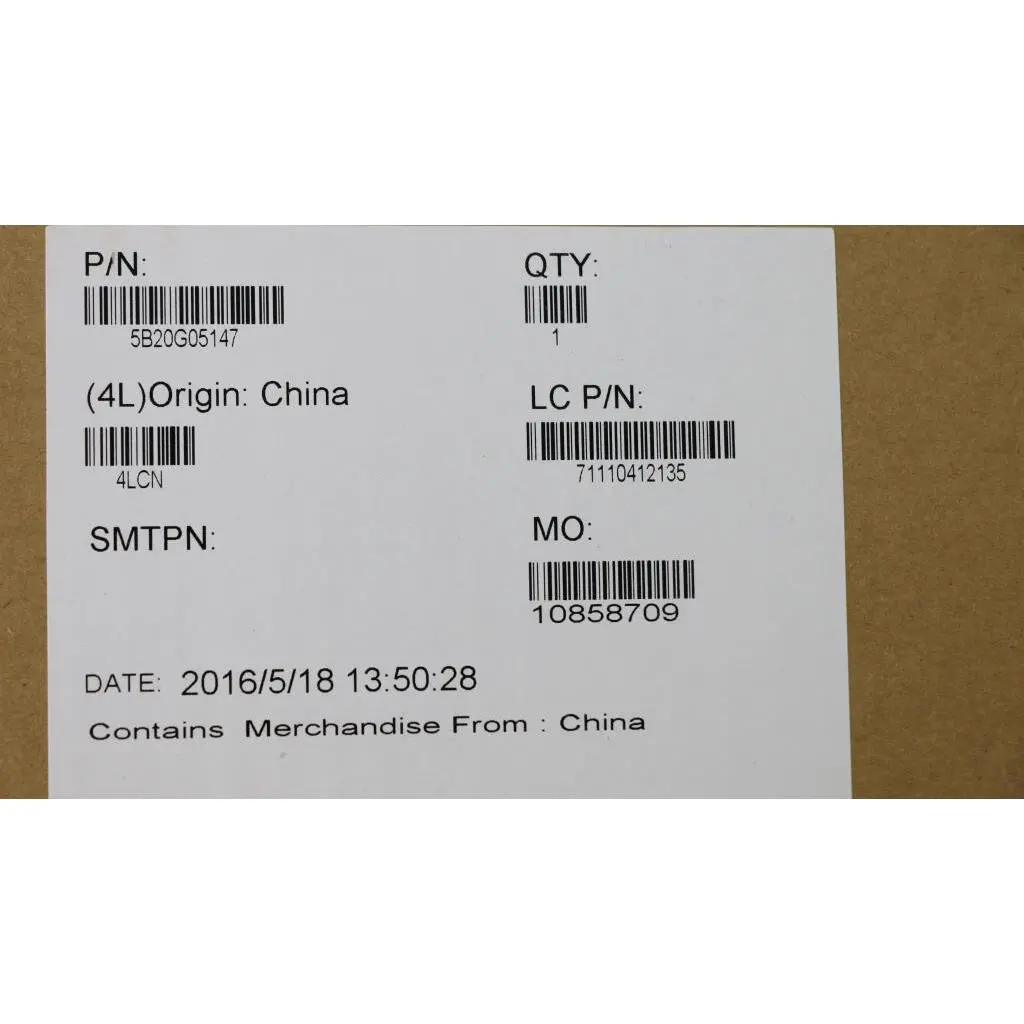 P/N:
5B20G05147
QTY:
1
(4L)Origin: China
4LCN
LC P/N:
71110412135
SMTPN:
MO:
10858709
DATE: 2016/5/18 13:50:28
Contains Merchandise From : China